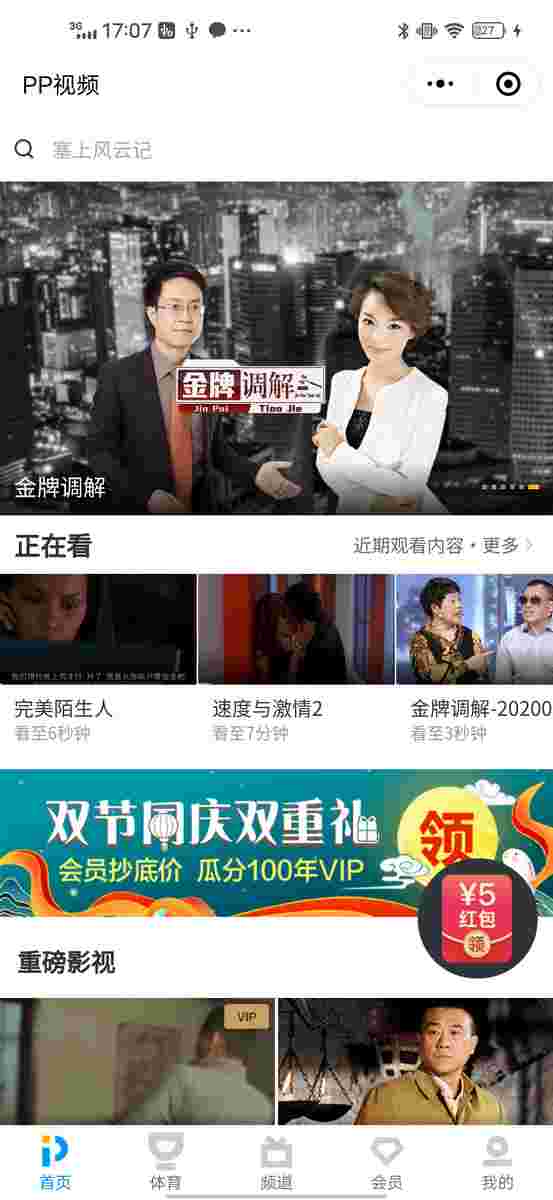 3G 17:07 27
PP视频
塞上风云记
金牌调解
Jin Pai Tiao Jie
金牌调解
正在看
近期观看内容·更多
完美陌生人
看至6秒钟
速度与激情2
看至7分钟
金牌调解-20200
看至3秒钟
双节同庆双重礼
会员抄底价 瓜分100年VIP
领
¥5
红包
领
重磅影视
VIP
首页 体育 频道 会员 我的